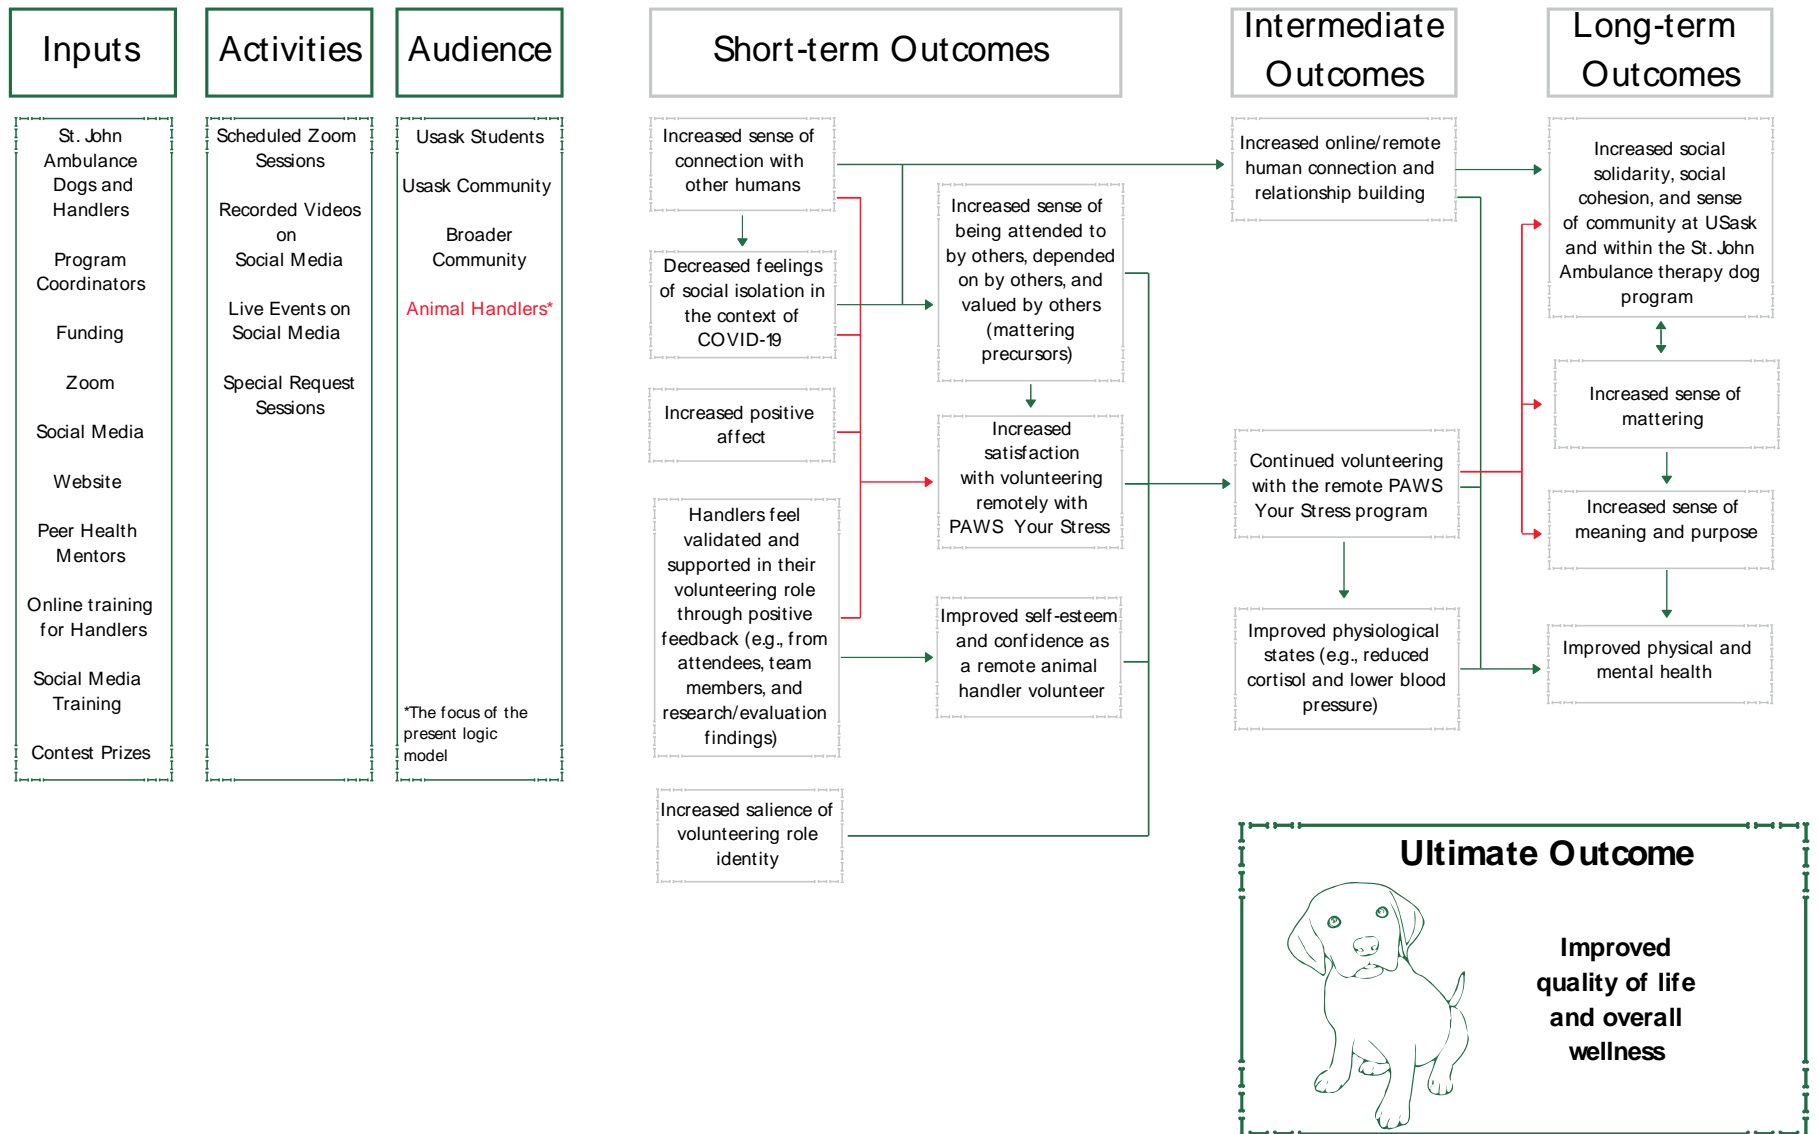 Inputs
St. John
Ambulance
Dogs and
Handlers
Program
Coordinators
Funding
Zoom
Social Media
Website
Peer Health
Mentors
Online training
for Handlers
Social Media
Training
Contest Prizes
Activities
Scheduled Zoom
Sessions
Recorded Videos
on
Social Media
Live Events on
Social Media
Special Request
Sessions
Audience
Usask Students
Usask Community
Broader
Community
Animal Handlers*
*The focus of the
present logic
model
Short-term Outcomes
Increased sense of
connection with
other humans
Decreased feelings
of social isolation in
the context of
COVID-19
Increased positive
affect
Handlers feel
validated and
supported in their
volunteering role
through positive
feedback (e.g., from
attendees, team
members, and
research/evaluation
findings)
Increased salience of
volunteering role
identity
Increased sense of
being attended to
by others, depended
on by others, and
valued by others
(mattering
precursors)
Increased
satisfaction
with volunteering
remotely with
PAWS Your Stress
Improved self-esteem
and confidence as
a remote animal
handler volunteer
Intermediate
Outcomes
Increased online/remote
human connection and
relationship building
Continued volunteering
with the remote PAWS
Your Stress program
Improved physiological
states (e.g., reduced
cortisol and lower blood
pressure)
Long-term
Outcomes
Increased social
solidarity, social
cohesion, and sense
of community at USask
and within the St. John
Ambulance therapy dog
program
Increased sense of
mattering
Increased sense of
meaning and purpose
Improved physical and
mental health
Ultimate Outcome
Improved
quality of life
and overall
wellness